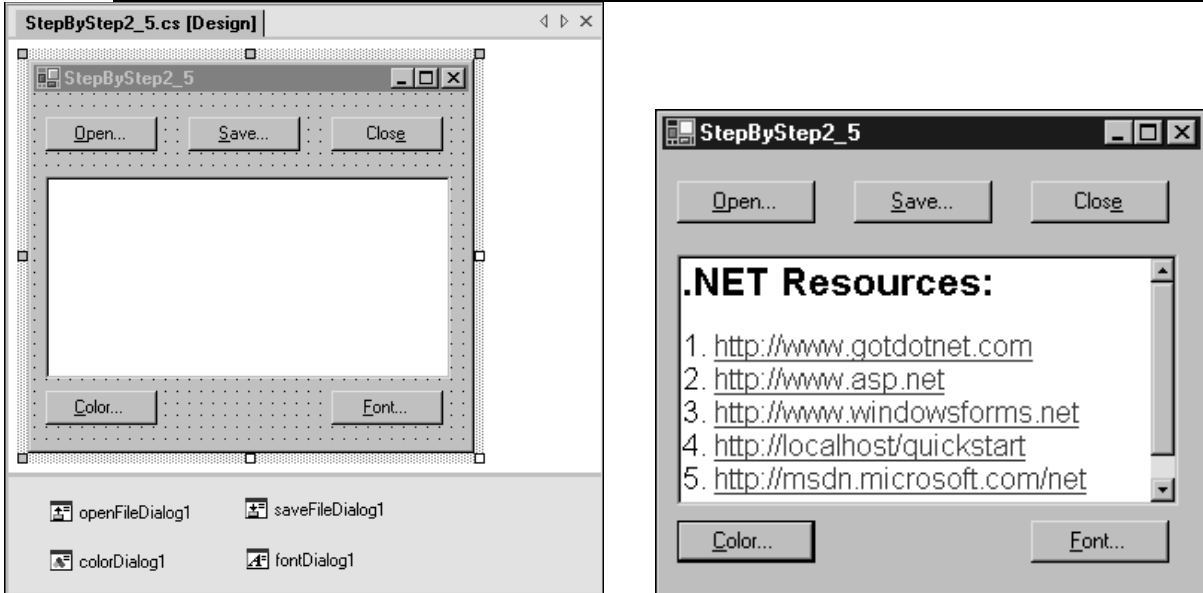 StepByStep2_5.cs [Design]
StepByStep2_5
Open...
Save...
Close
Color...
Font...
openFileDialog1
saveFileDialog1
colorDialog1
fontDialog1
StepByStep2_5
Open...
Save...
Close
.NET Resources:
1. http://www.gotdotnet.com
2. http://www.asp.net
3. http://www.windowsforms.net
4. http://localhost/quickstart
5. http://msdn.microsoft.com/net
Color...
Font...